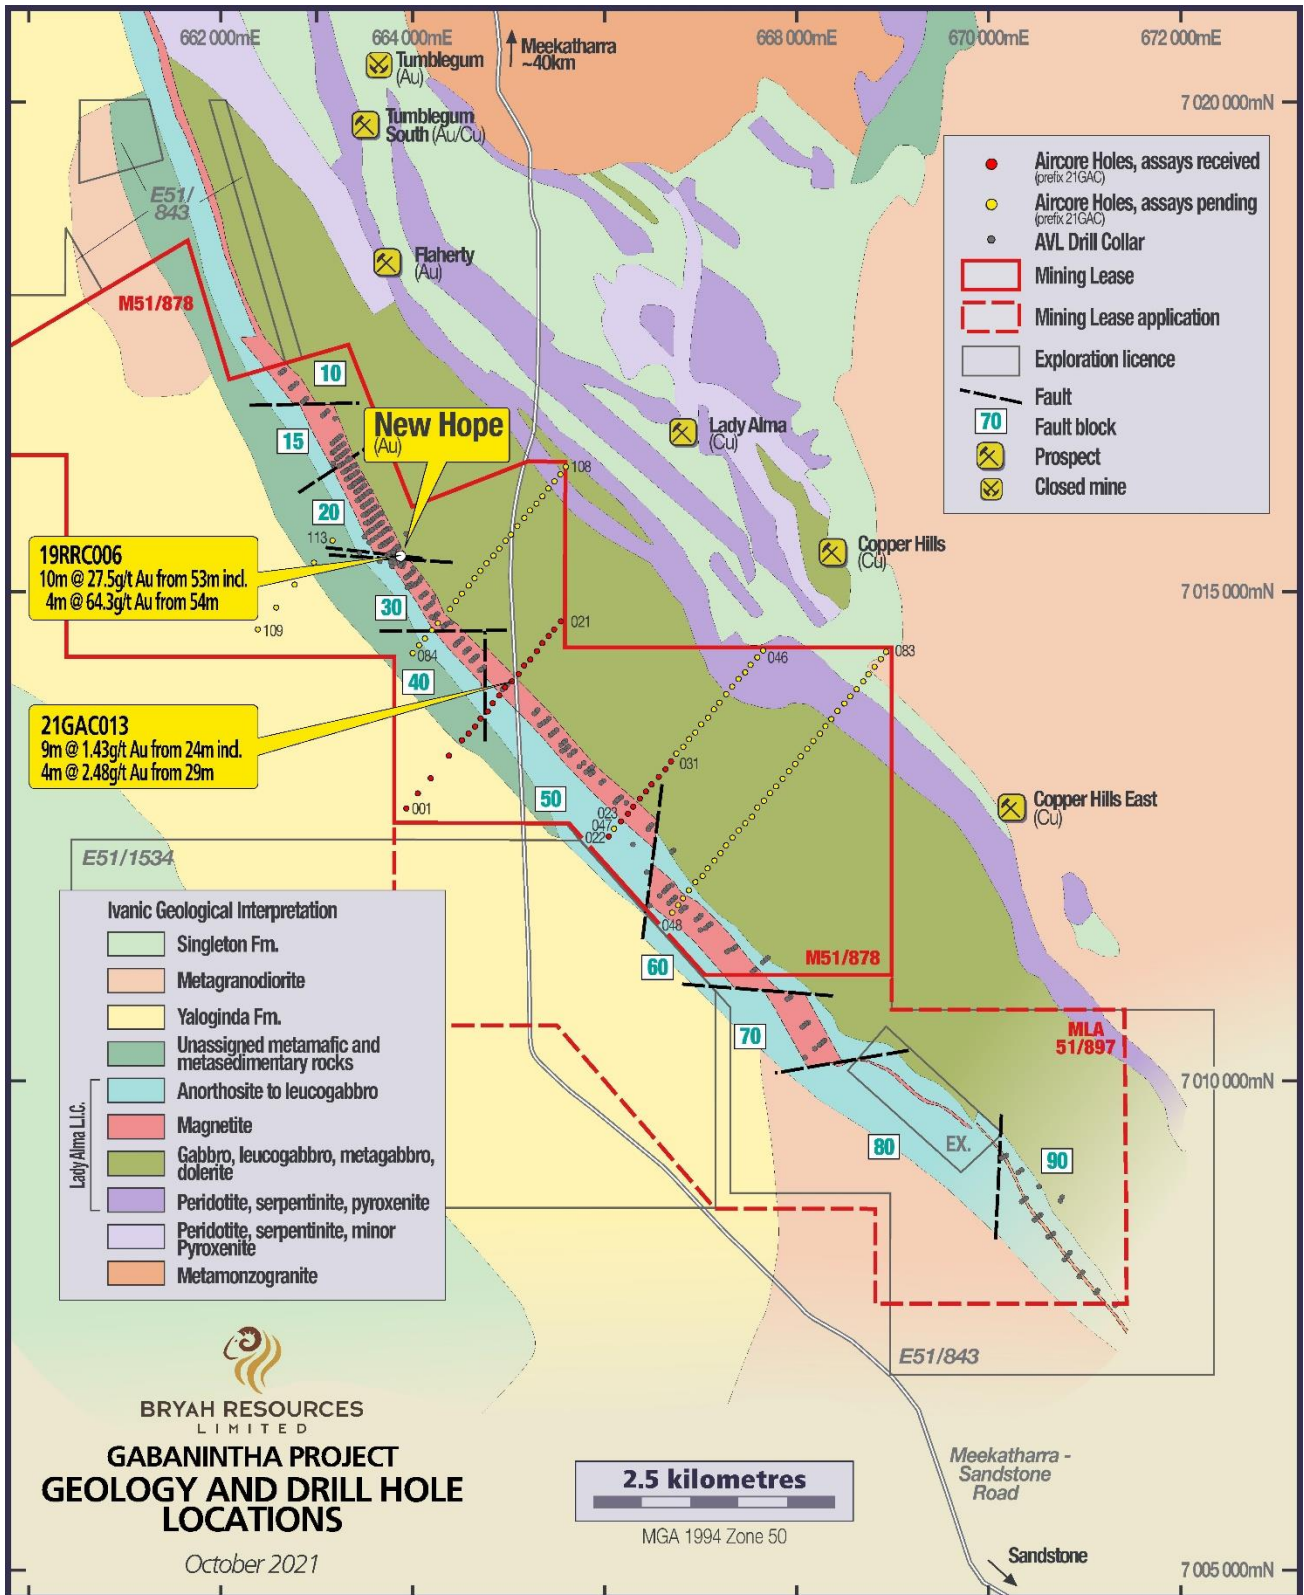 662 000mE
664 000mE
668 000mE
670 000mE
672 000mE
Meekatharra
~40km
Tumblegum
(Au)
Tumblegum
South (Au/Cu)
7 020 000mN
Aircore Holes, assays received
(prefix 21GAC)
Aircore Holes, assays pending
(prefix 21GAC)
AVL Drill Collar
Mining Lease
Mining Lease application
Exploration licence
Fault
70
Fault block
Prospect
Closed mine
E51/
843
Flaherty
(Au)
M51/878
10
New Hope
(Au)
Lady Alma
(Cu)
15
108
20
113
Copper Hills
(Cu)
19RRC006
10m @ 27.5g/t Au from 53m incl.
4m @ 64.3g/t Au from 54m
7 015 000mN
30
109
021
084
046
083
40
21GAC013
9m @ 1.43g/t Au from 24m incl.
4m @ 2.48g/t Au from 29m
031
001
50
023
047
022
Copper Hills East
(Cu)
E51/1534
048
60
M51/878
70
MLA
51/897
7 010 000mN
80
EX.
90
Ivanic Geological Interpretation
Singleton Fm.
Metagranodiorite
Yaloginda Fm.
Unassigned metamafic and
metasedimentary rocks
Lady Alma L.I.C.
Anorthosite to leucogabbro
Magnetite
Gabbro, leucogabbro, metagabbro,
dolerite
Peridotite, serpentinite, pyroxenite
Peridotite, serpentinite, minor
Pyroxenite
Metamonzogranite
E51/843
BRYAH RESOURCES
LIMITED
GABANINTHA PROJECT
GEOLOGY AND DRILL HOLE
LOCATIONS
October 2021
2.5 kilometres
MGA 1994 Zone 50
Meekatharra -
Sandstone
Road
Sandstone
7 005 000mN